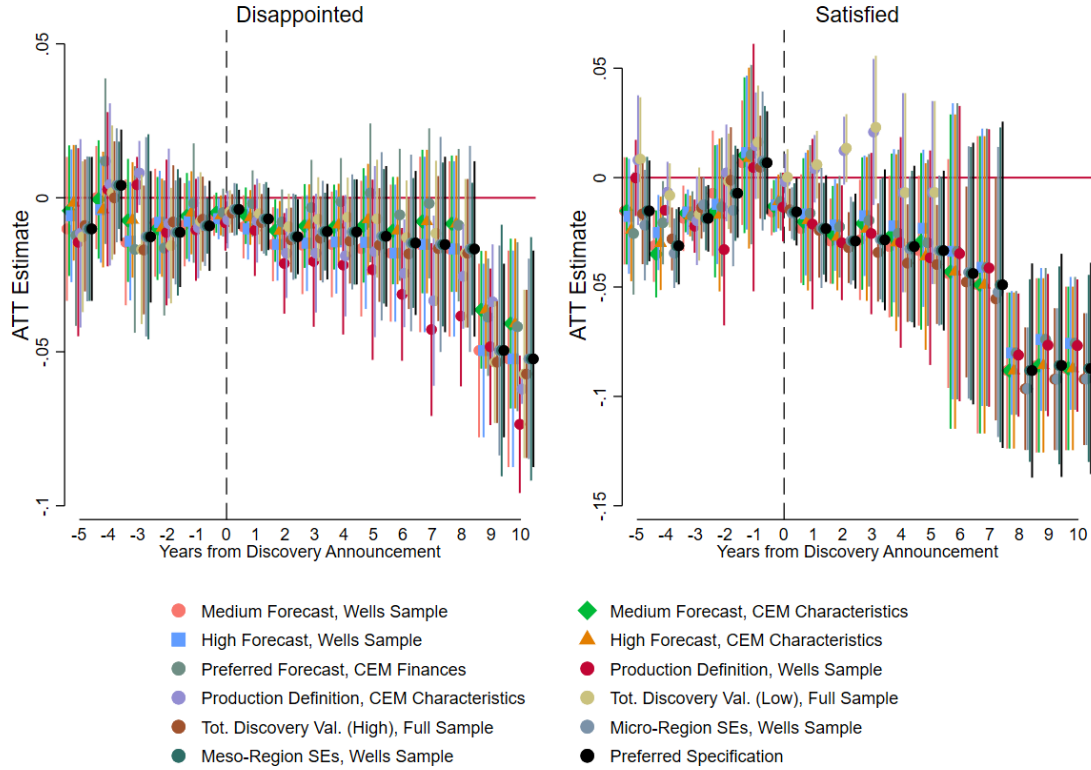 Disappointed
Satisfied
ATT Estimate
.05
0
-.05
-.1
-5 -4 -3 -2 -1 0 1 2 3 4 5 6 7 8 9 10
Years from Discovery Announcement
ATT Estimate
.05
0
-.05
-.1
-.15
-5 -4 -3 -2 -1 0 1 2 3 4 5 6 7 8 9 10
Years from Discovery Announcement
Medium Forecast, Wells Sample
Medium Forecast, CEM Characteristics
High Forecast, Wells Sample
High Forecast, CEM Characteristics
Preferred Forecast, CEM Finances
Production Definition, Wells Sample
Production Definition, CEM Characteristics
Tot. Discovery Val. (Low), Full Sample
Tot. Discovery Val. (High), Full Sample
Micro-Region SEs, Wells Sample
Meso-Region SEs, Wells Sample
Preferred Specification